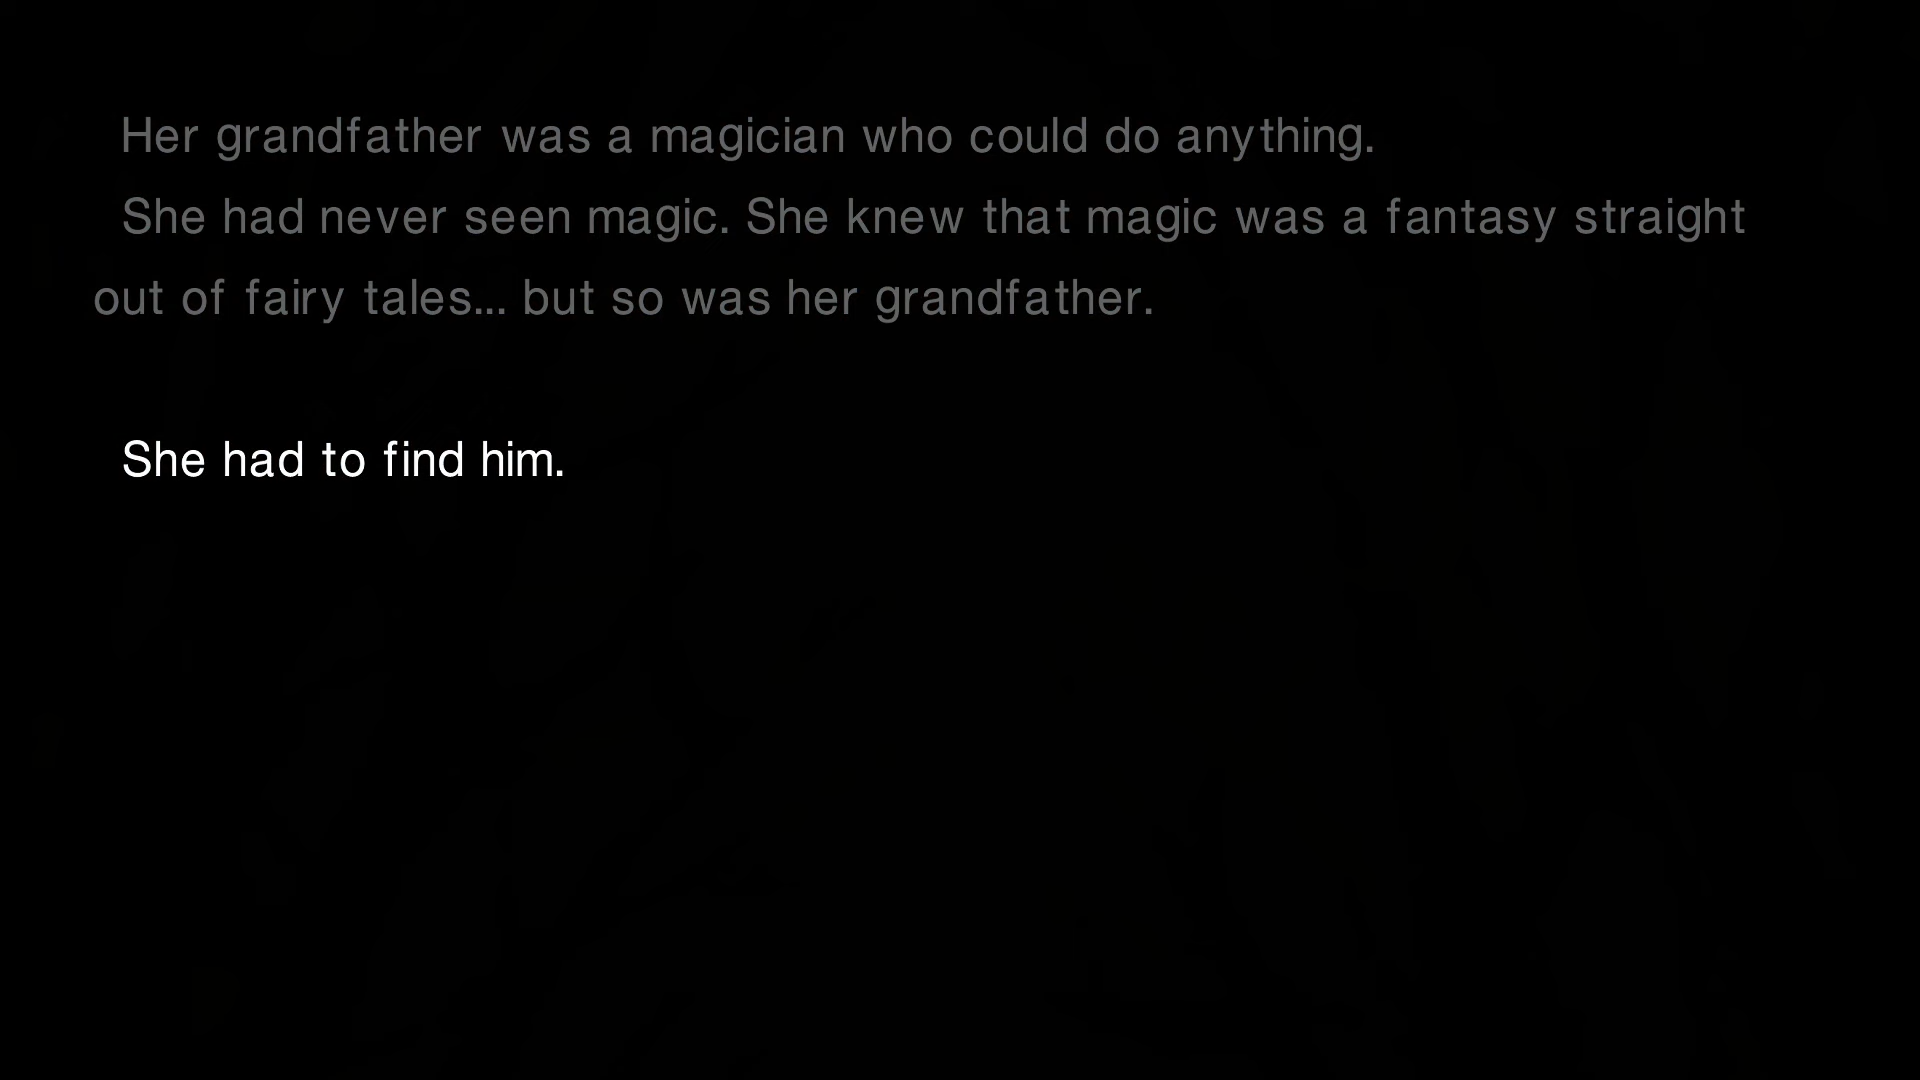 Her grandfather was a magician who could do anything.
She had never seen magic. She knew that magic was a fantasy straight
out of fairy tales... but so was her grandfather.
She had to find him.